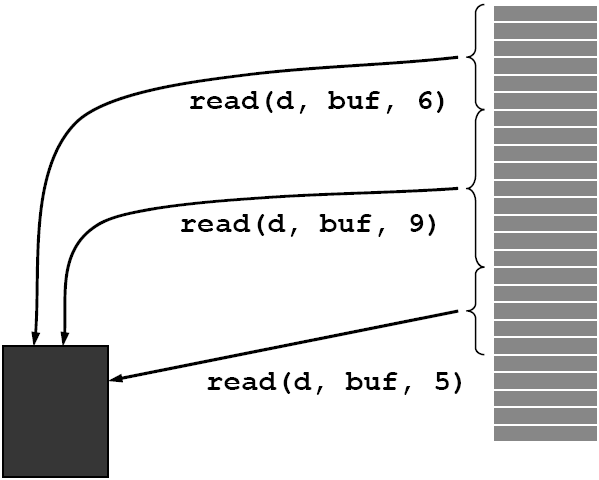 read(d, buf, 6)
read(d, buf, 9)
read(d, buf, 5)